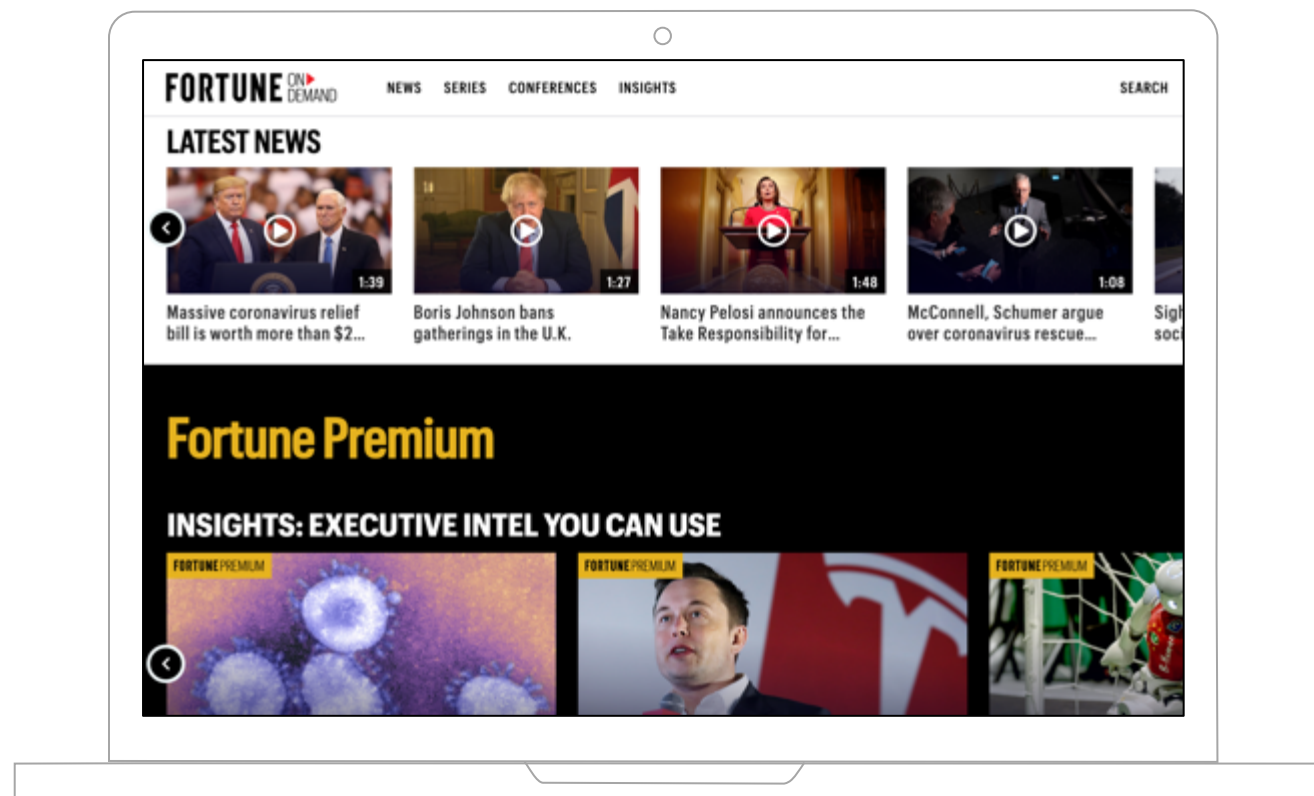 FORTUNE ON DEMAND
NEWS SERIES CONFERENCES INSIGHTS SEARCH
LATEST NEWS
1:39
1:27
1:48
1:08
Massive coronavirus relief
bill is worth more than $2...
Boris Johnson bans
gatherings in the U.K.
Nancy Pelosi announces the
Take Responsibility for...
McConnell, Schumer argue
over coronavirus rescue...
Sigh
soci
Fortune Premium
INSIGHTS: EXECUTIVE INTEL YOU CAN USE
FORTUNE PREMIUM
FORTUNE PREMIUM
FORTUNE PREMIUM